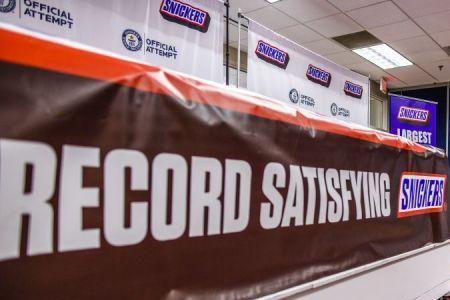 SNICKERS
OFFICIAL
ATTEMPT
OFFICIAL
ATTEMPT
SNICKERS
SNICKERS
SNICKERS
OFFICIAL
ATTEMPT
SNICKERS
LARGEST
RECORD SATISFYING SNICKERS